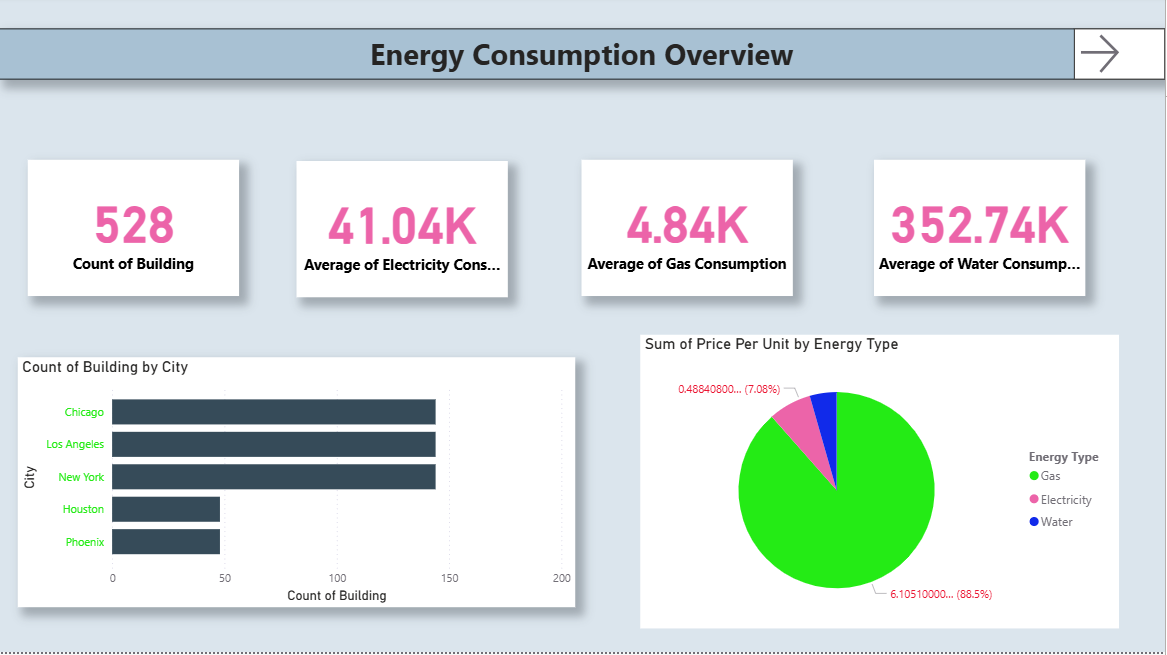 Energy Consumption Overview
528
Count of Building
41.04K
Average of Electricity Cons...
4.84K
Average of Gas Consumption
352.74K
Average of Water Consump...
Count of Building by City
City
Chicago
Los Angeles
New York
Houston
Phoenix
0 50 100 150 200
Count of Building
Sum of Price Per Unit by Energy Type
0.48840800... (7.08%)
6.10510000... (88.5%)
Energy Type
Gas
Electricity
Water